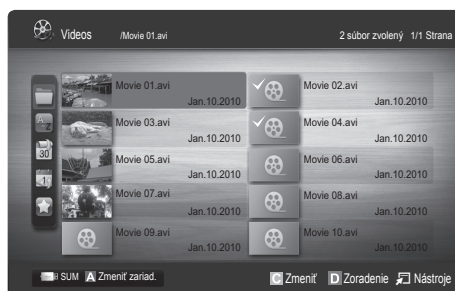 Videos /Movie 01.avi 2 súbor zvolený 1/1 Strana
Movie 01.avi Movie 02.avi
Jan.10.2010 Jan.10.2010
Movie 03.avi Movie 04.avi
Jan.10.2010 Jan.10.2010
Movie 05.avi Movie 06.avi
Jan.10.2010 Jan.10.2010
Movie 07.avi Movie 08.avi
Jan.10.2010 Jan.10.2010
Movie 09.avi Movie 10.avi
Jan.10.2010 Jan.10.2010
SUM A Zmeniť zariad. C Zmeniť D Zoradenie Nástroje